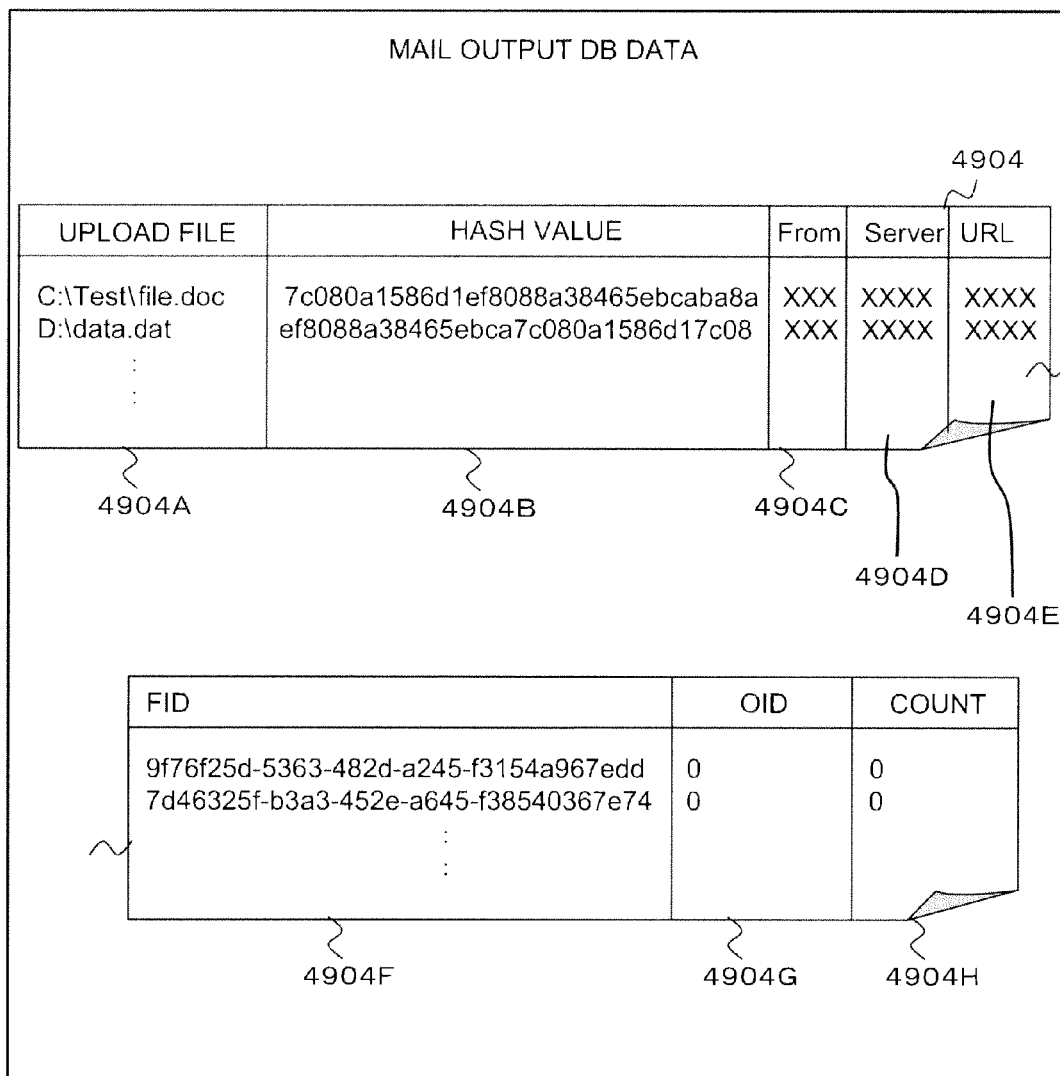 MAIL OUTPUT DB DATA
4904
UPLOAD FILE HASH VALUE From Server URL
C:\Test\file.doc 7c080a1586d1ef8088a38465ebcaba8a XXX XXXX XXXX
D:\data.dat ef8088a38465ebca7c080a1586d17c08 XXX XXXX XXXX
4904A 4904B 4904C
4904D
4904E
FID OID COUNT
9f76f25d-5363-482d-a245-f3154a967edd 0 0
7d46325f-b3a3-452e-a645-f38540367e74 0 0
4904F 4904G 4904H